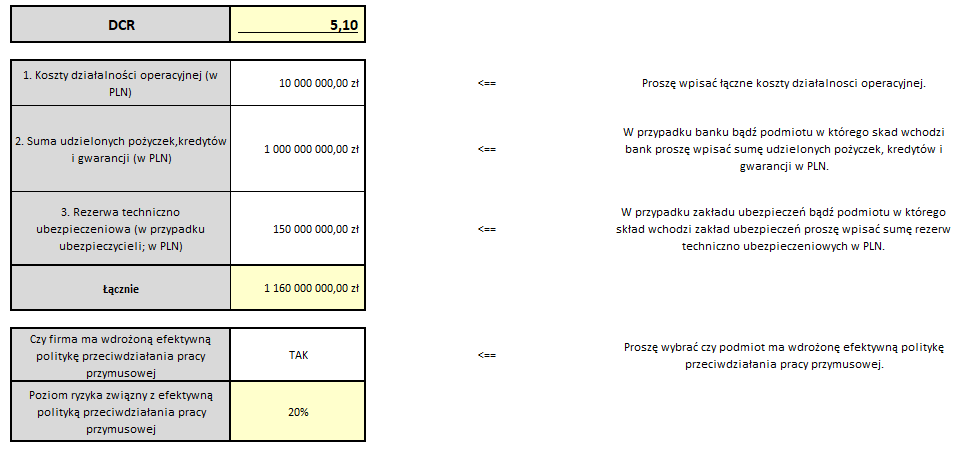 DCR
5,10
1. Koszty działalności operacyjnej (w
PLN)
10 000 000,00 zł
<==
Proszę wpisać łączne koszty działalnosci operacyjnej.
2. Suma udzielonych pożyczek,kredytów
i gwarancji (w PLN)
1 000 000 000,00 zł
<==
W przypadku banku bądź podmiotu w którego skad wchodzi
bank proszę wpisać sumę udzielonych pożyczek, kredytów i
gwarancji w PLN.
3. Rezerwa techniczno
ubezpieczeniowa (w przypadku
ubezpieczycieli; w PLN)
150 000 000,00 zł
<==
W przypadku zakładu ubezpieczeń bądź podmiotu w którego
skład wchodzi zakład ubezpieczeń proszę wpisać sumę rezerw
techniczno ubezpieczeniowych w PLN.
Łącznie
1 160 000 000,00 zł
Czy firma ma wdrożoną efektywną
politykę przeciwdziałania pracy
przymusowej
TAK
<==
Proszę wybrać czy podmiot ma wdrożone efektywną politykę
przeciwdziałania pracy przymusowej.
Poziom ryzyka związny z efektywną
polityką przeciwdziałania pracy
przymusowej
20%